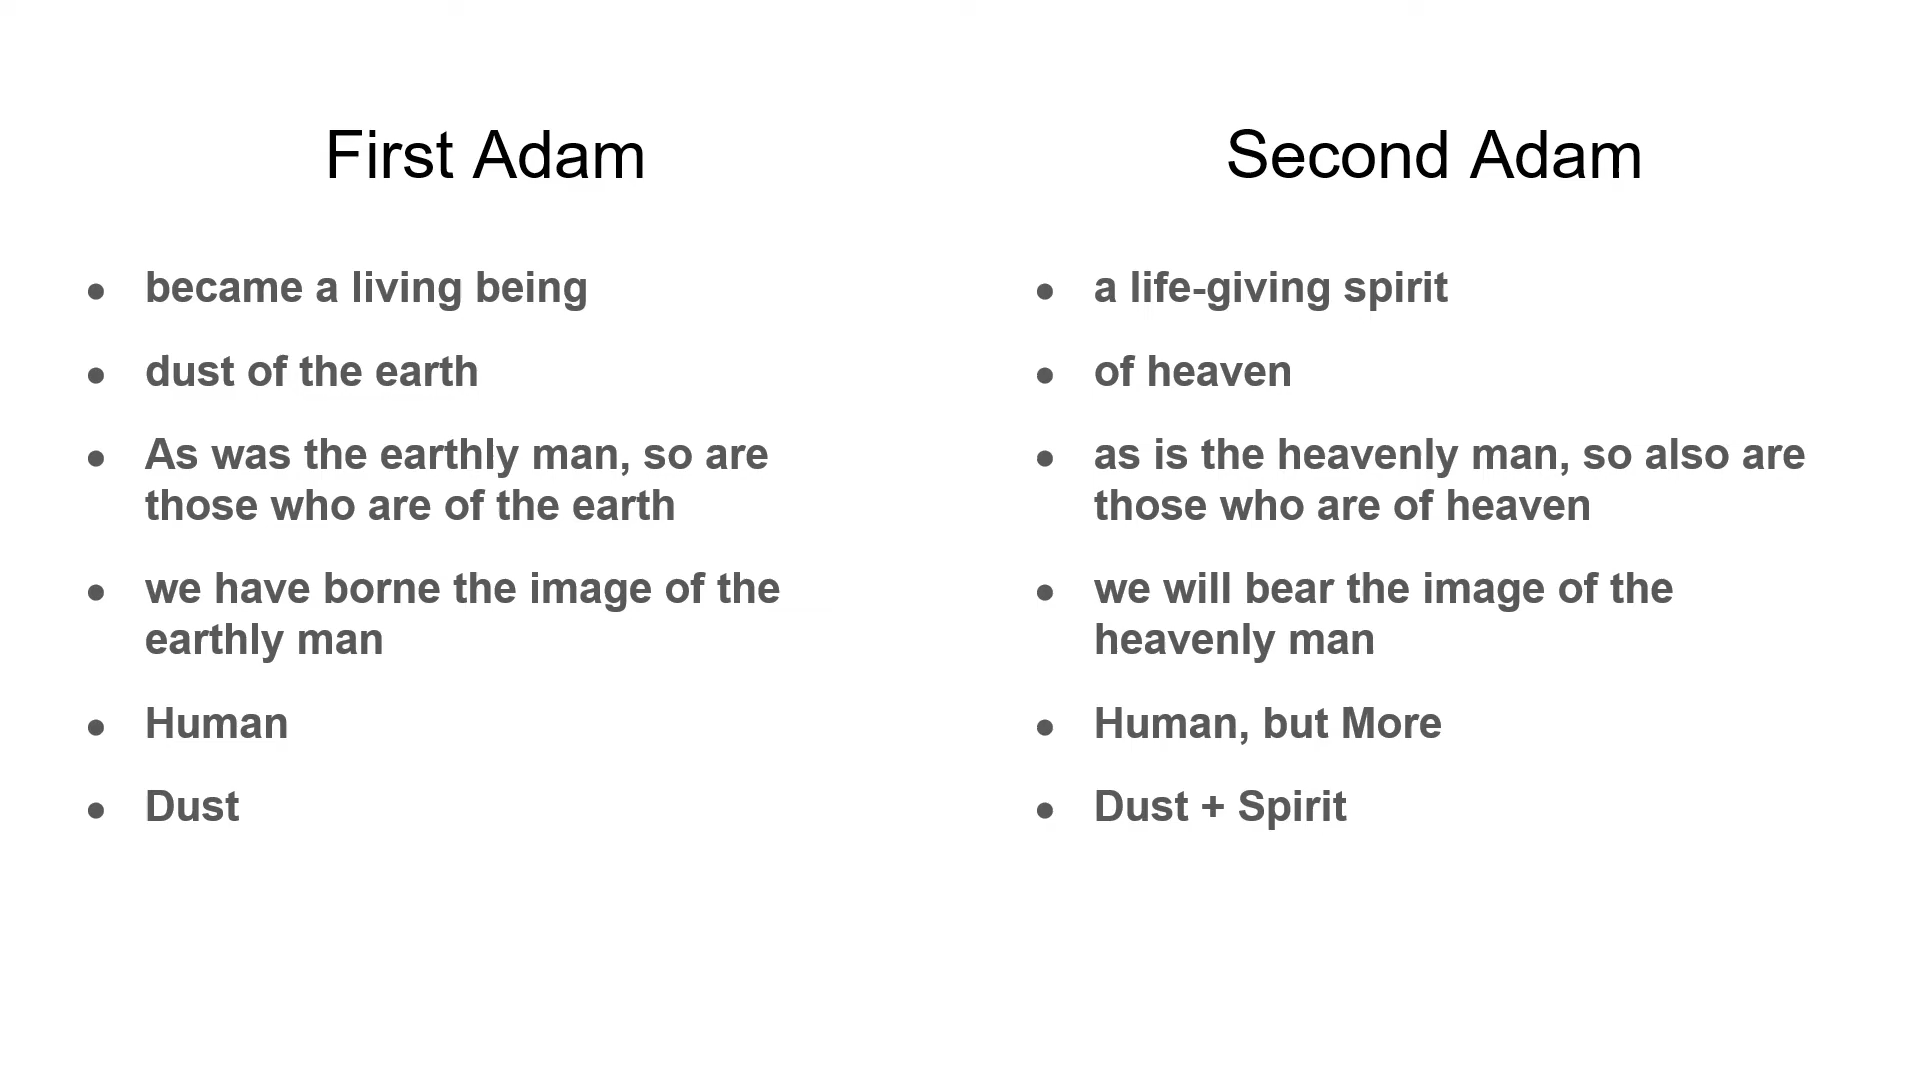 First Adam
• became a living being
• dust of the earth
• As was the earthly man, so are
those who are of the earth
• we have borne the image of the
earthly man
• Human
• Dust
Second Adam
• a life-giving spirit
• of heaven
• as is the heavenly man, so also are
those who are of heaven
• we will bear the image of the
heavenly man
• Human, but More
• Dust + Spirit